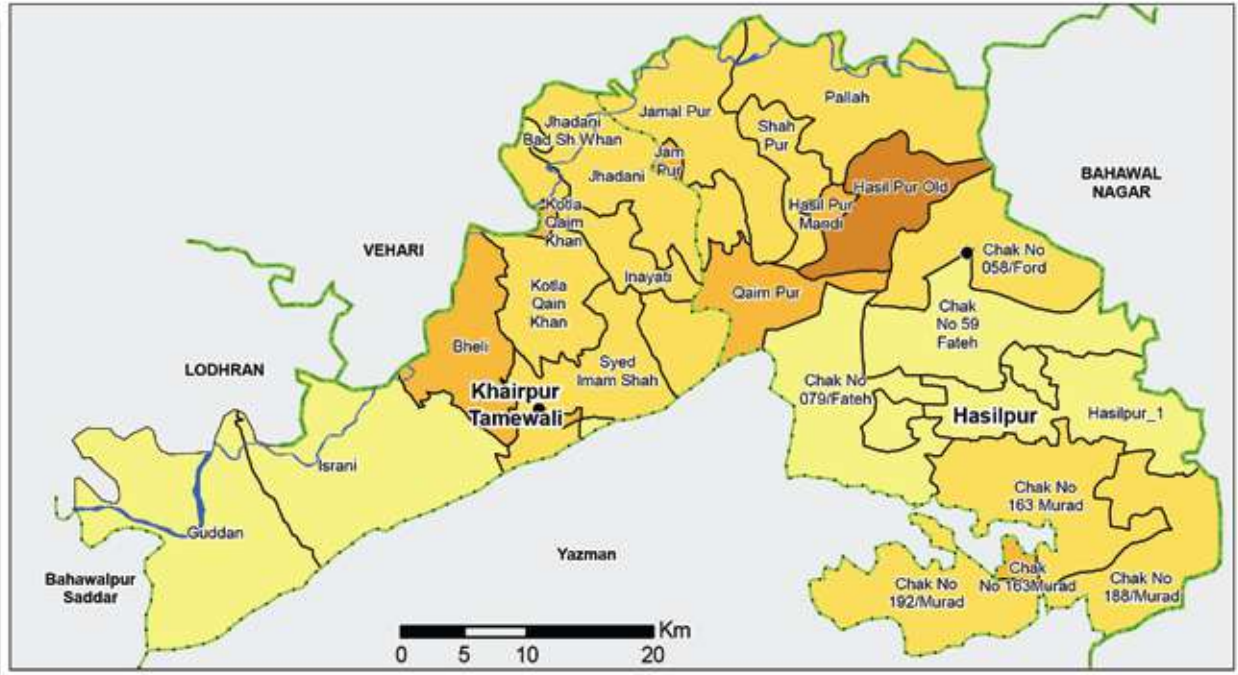 Pallah
Jamal Pur
Jhadani
Bad Sh Whan
Shah
Pur
Jam
Pur
Jhadani
BAHAWAL
NAGAR
Hasil Pur Old
Hasil Pur
Mandi
Kotla
Qaim
Khan
VEHARI
Chak No
058/Ford
Inayati
Kotla
Qain
Khan
Qaim Pur
Chak
No 59
Fateh
Bheli
Syed
Imam Shah
LODHRAN
Chak No
079/Fateh
Khairpur
Tamewali
Hasilpur
Hasilpur_1
Israni
Chak No
163 Murad
Guddan
Yazman
Bahawalpur
Saddar
Chak No
192/Murad
Chak
No 163Murad
Chak No
188/Murad
Km
0 5 10 20